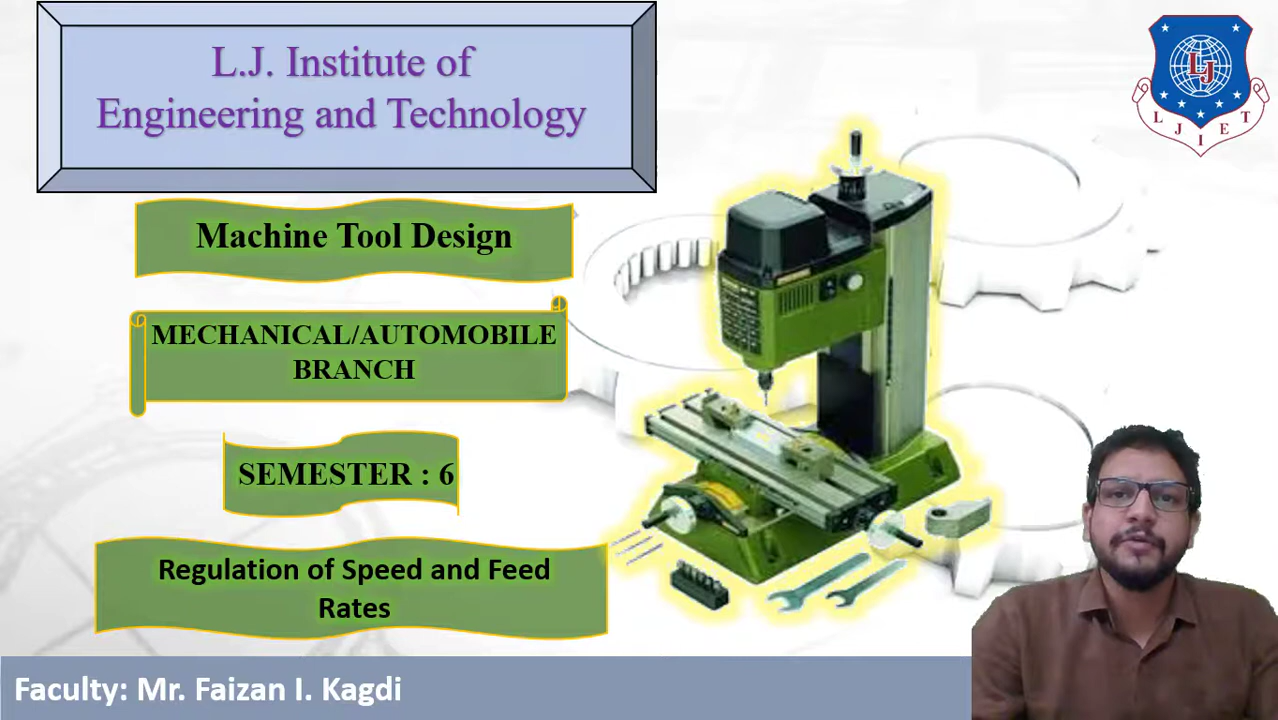 L.J. Institute of
Engineering and Technology
LJ
L J I E T
Machine Tool Design
MECHANICAL/AUTOMOBILE
BRANCH
SEMESTER : 6
Regulation of Speed and Feed
Rates
Faculty: Mr. Faizan I. Kagdi